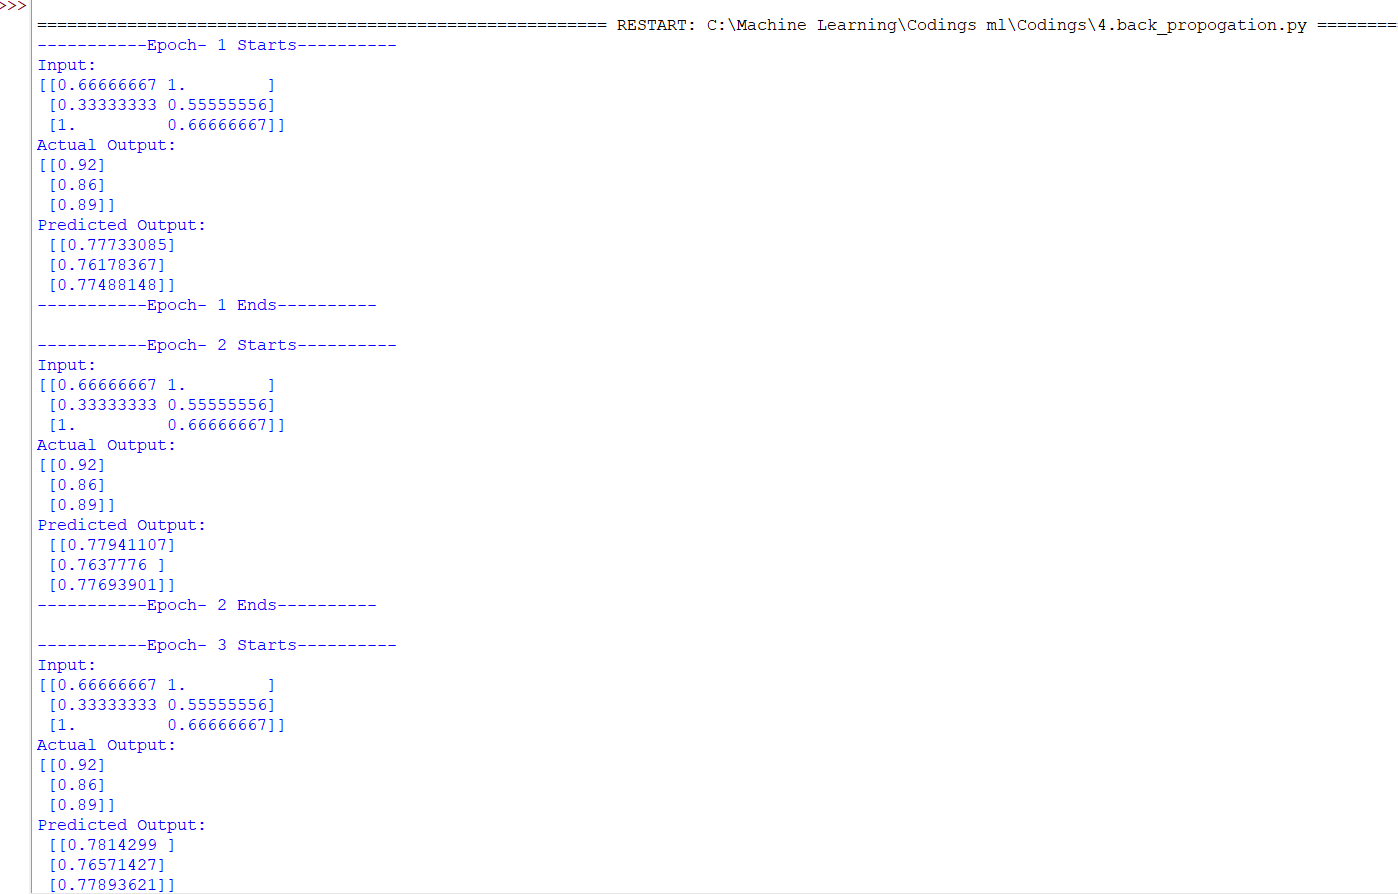 >>>
========================================================= RESTART: C:\Machine Learning\Codings ml\Codings\4.back_propogation.py ========
-----------Epoch- 1 Starts----------
Input:
[[0.66666667 1.        ]
 [0.33333333 0.55555556]
 [1.         0.66666667]]
Actual Output:
[[0.92]
 [0.86]
 [0.89]]
Predicted Output:
 [[0.77733085]
 [0.76178367]
 [0.77488148]]
-----------Epoch- 1 Ends----------

-----------Epoch- 2 Starts----------
Input:
[[0.66666667 1.        ]
 [0.33333333 0.55555556]
 [1.         0.66666667]]
Actual Output:
[[0.92]
 [0.86]
 [0.89]]
Predicted Output:
 [[0.77941107]
 [0.7637776 ]
 [0.77693901]]
-----------Epoch- 2 Ends----------

-----------Epoch- 3 Starts----------
Input:
[[0.66666667 1.        ]
 [0.33333333 0.55555556]
 [1.         0.66666667]]
Actual Output:
[[0.92]
 [0.86]
 [0.89]]
Predicted Output:
 [[0.7814299 ]
 [0.76571427]
 [0.77893621]]